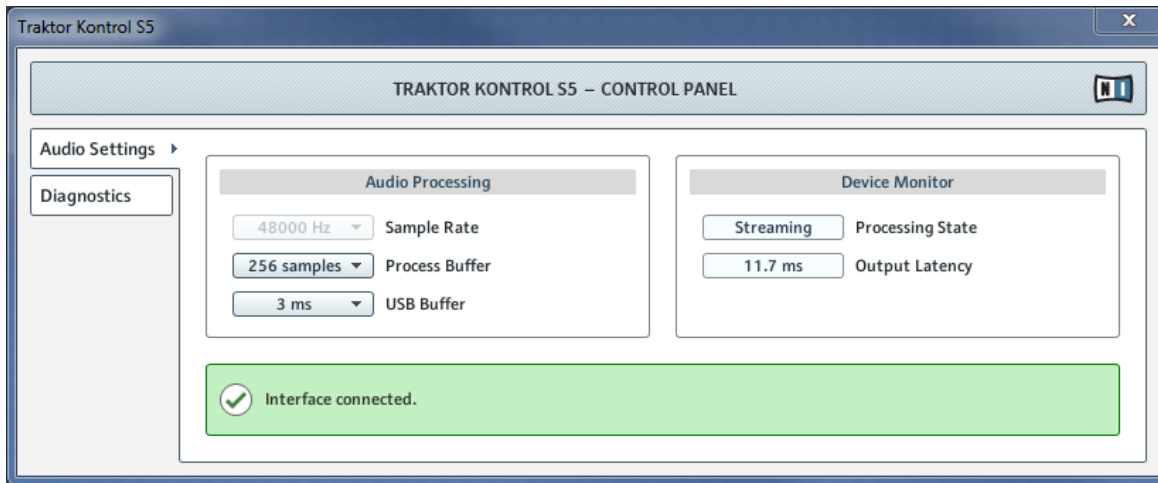 Traktor Kontrol S5
X
TRAKTOR KONTROL S5 – CONTROL PANEL
NI
Audio Settings
Diagnostics
Audio Processing
48000 Hz Sample Rate
256 samples Process Buffer
3 ms USB Buffer
Device Monitor
Streaming Processing State
11.7 ms Output Latency
Interface connected.